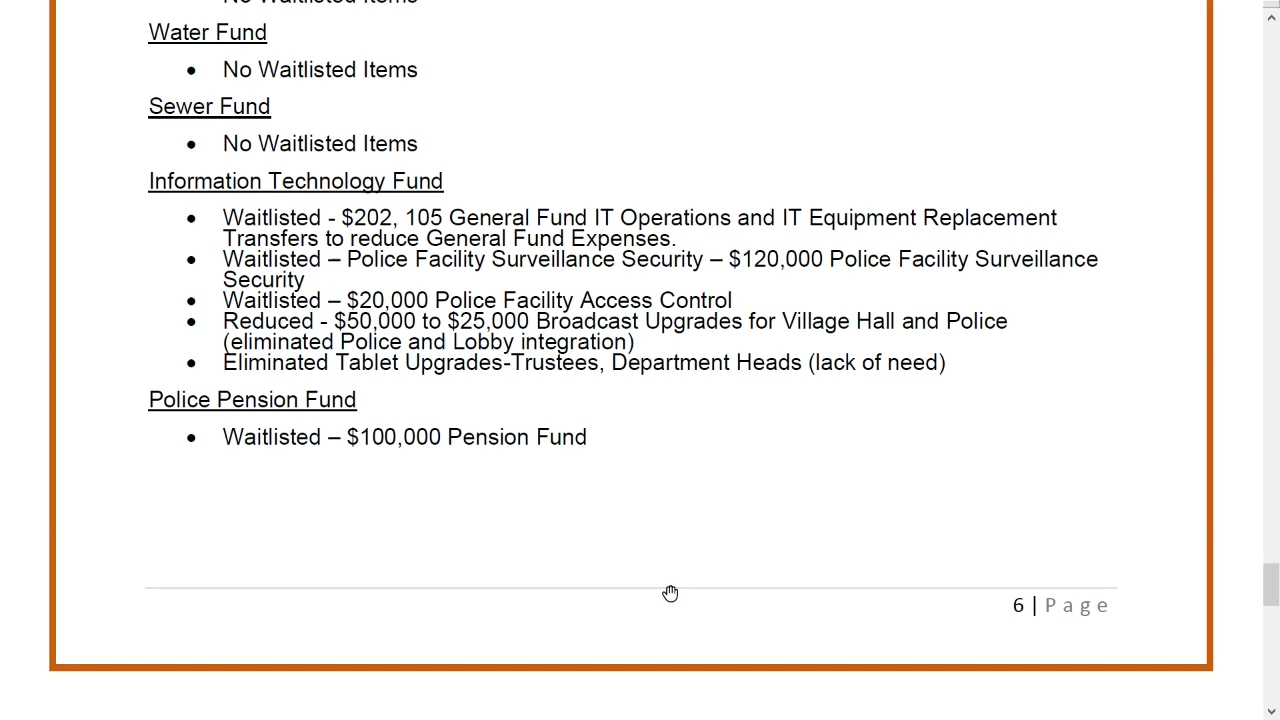 No Waitlisted Items
Water Fund
• No Waitlisted Items
Sewer Fund
• No Waitlisted Items
Information Technology Fund
• Waitlisted - $202, 105 General Fund IT Operations and IT Equipment Replacement
Transfers to reduce General Fund Expenses.
• Waitlisted – Police Facility Surveillance Security – $120,000 Police Facility Surveillance
Security
• Waitlisted – $20,000 Police Facility Access Control
• Reduced - $50,000 to $25,000 Broadcast Upgrades for Village Hall and Police
(eliminated Police and Lobby integration)
• Eliminated Tablet Upgrades-Trustees, Department Heads (lack of need)
Police Pension Fund
• Waitlisted – $100,000 Pension Fund
6 | Page